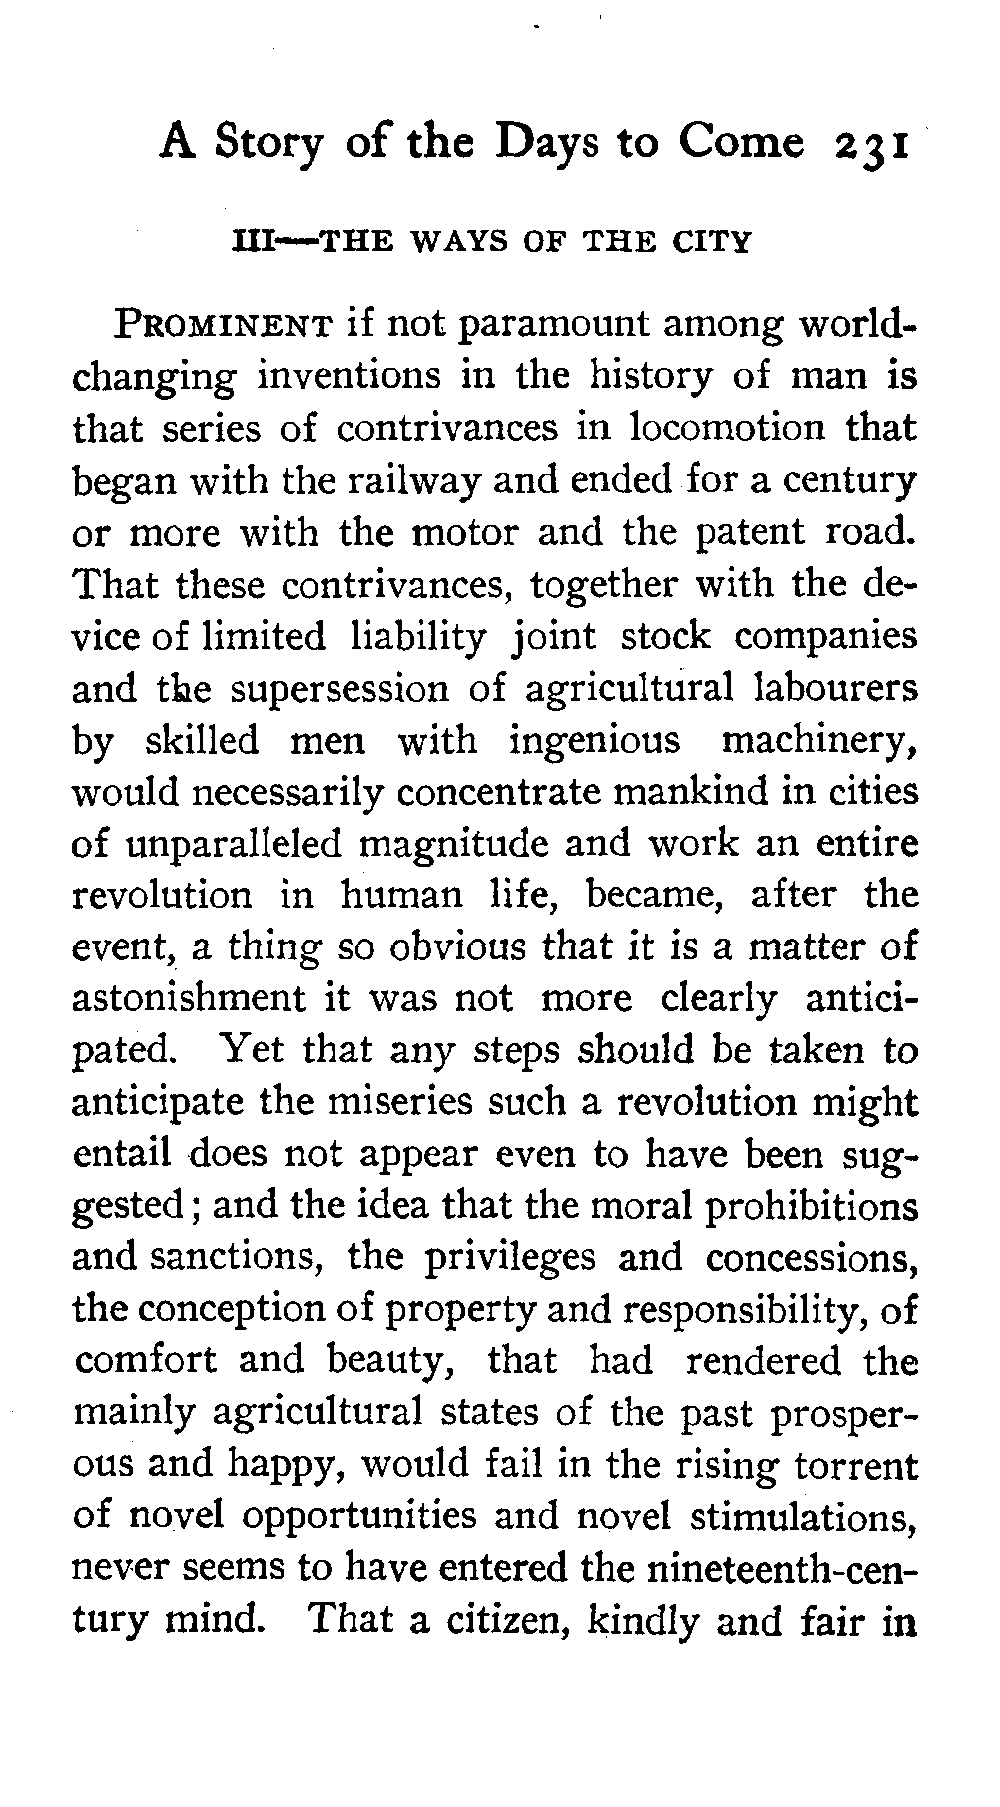 A Story of the Days to Come 231
III—THE WAYS OF THE CITY
PROMINENT if not paramount among world-
changing inventions in the history of man is
that series of contrivances in locomotion that
began with the railway and ended for a century
or more with the motor and the patent road.
That these contrivances, together with the de-
vice of limited liability joint stock companies
and the supersession of agricultural labourers
by skilled men with ingenious machinery,
would necessarily concentrate mankind in cities
of unparalleled magnitude and work an entire
revolution in human life, became, after the
event, a thing so obvious that it is a matter of
astonishment it was not more clearly antici-
pated. Yet that any steps should be taken to
anticipate the miseries such a revolution might
entail does not appear even to have been sug-
gested; and the idea that the moral prohibitions
and sanctions, the privileges and concessions,
the conception of property and responsibility, of
comfort and beauty, that had rendered the
mainly agricultural states of the past prosper-
ous and happy, would fail in the rising torrent
of novel opportunities and novel stimulations,
never seems to have entered the nineteenth-cen-
tury mind. That a citizen, kindly and fair in